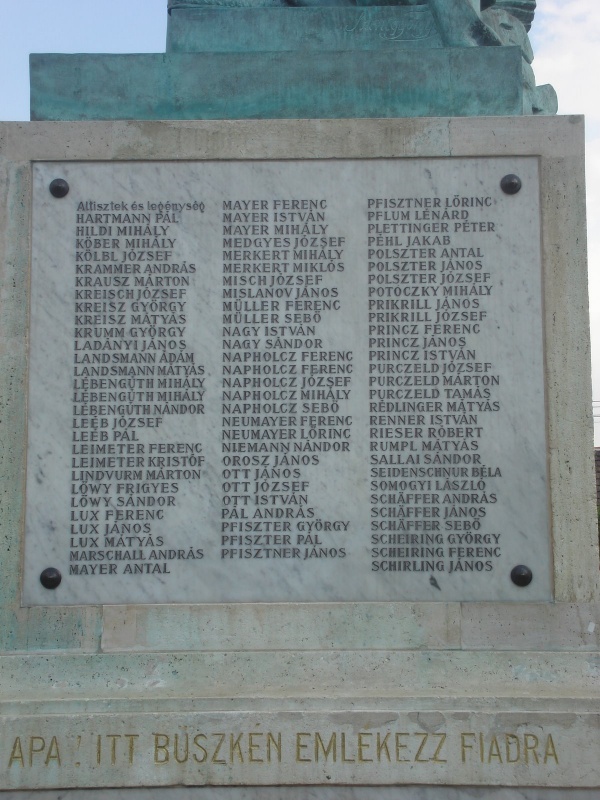 Altisztek és legénység
HARTMANN PÁL
HILDI MIHÁLY
KÖBER MIHÁLY
KÖLBL JÓZSEF
KRAMMER ANDRÁS
KRAUSZ MÁRTON
KREISCH JÓZSEF
KREISZ GYÖRGY
KREISZ MÁTYÁS
KRUMM GYÖRGY
LADÁNYI JÁNOS
LANDSMANN ÁDÁM
LANDSMANN MÁTYÁS
LÉBENGÚTH MIHÁLY
LÉBENGÚTH MIHÁLY
LÉBENGÚTH NÁNDOR
LEÉB JÓZSEF
LEÉB PÁL
LEIMETER FERENC
LEIMETER KRISTÓF
LINDVURM MÁRTON
LŐWY FRIGYES
LŐWY SÁNDOR
LUX FERENC
LUX JÁNOS
LUX MÁTYÁS
MARSCHALL ANDRÁS
MAYER ANTAL
MAYER FERENC
MAYER ISTVÁN
MAYER MIHÁLY
MEDGYES JÓZSEF
MERKERT MIHÁLY
MERKERT MIKLÓS
MISCH JÓZSEF
MISLANOV JÁNOS
MÜLLER FERENC
MÜLLER SEBŐ
NAGY ISTVÁN
NAGY SÁNDOR
NAPHOLCZ FERENC
NAPHOLCZ FERENC
NAPHOLCZ JÓZSEF
NAPHOLCZ MIHÁLY
NAPHOLCZ SEBŐ
NEUMAYER FERENC
NEUMAYER LŐRINC
NIEMANN NÁNDOR
OROSZ JÁNOS
OTT JÁNOS
OTT JÓZSEF
OTT ISTVÁN
PÁL ANDRÁS
PFISZTER GYÖRGY
PFISZTER PÁL
PFISZTNER JÁNOS
PFISZTNER LŐRINC
PFLUM LÉNÁRD
PLETTINGER PÉTER
PÉHL JAKAB
POLSZTER ANTAL
POLSZTER JÁNOS
POLSZTER JÓZSEF
POTOCZKY MIHÁLY
PRIKRILL JÁNOS
PRIKRILL JÓZSEF
PRINCZ FERENC
PRINCZ JÁNOS
PRINCZ ISTVÁN
PURCZELD JÓZSEF
PURCZELD MÁRTON
PURCZELD TAMÁS
RÉDLINGER MÁTYÁS
RENNER ISTVÁN
RIESER RÓBERT
RUMPL MÁTYÁS
SALLAI SÁNDOR
SEIDENSCHNUR BÉLA
SOMOGYI LÁSZLÓ
SCHÄFFER ANDRÁS
SCHÄFFER JÁNOS
SCHÄFFER SEBŐ
SCHEIRING GYÖRGY
SCHEIRING FERENC
SCHIRLING JÁNOS
ITT BÜSZKÉN EMLÉKEZZ FIADRA